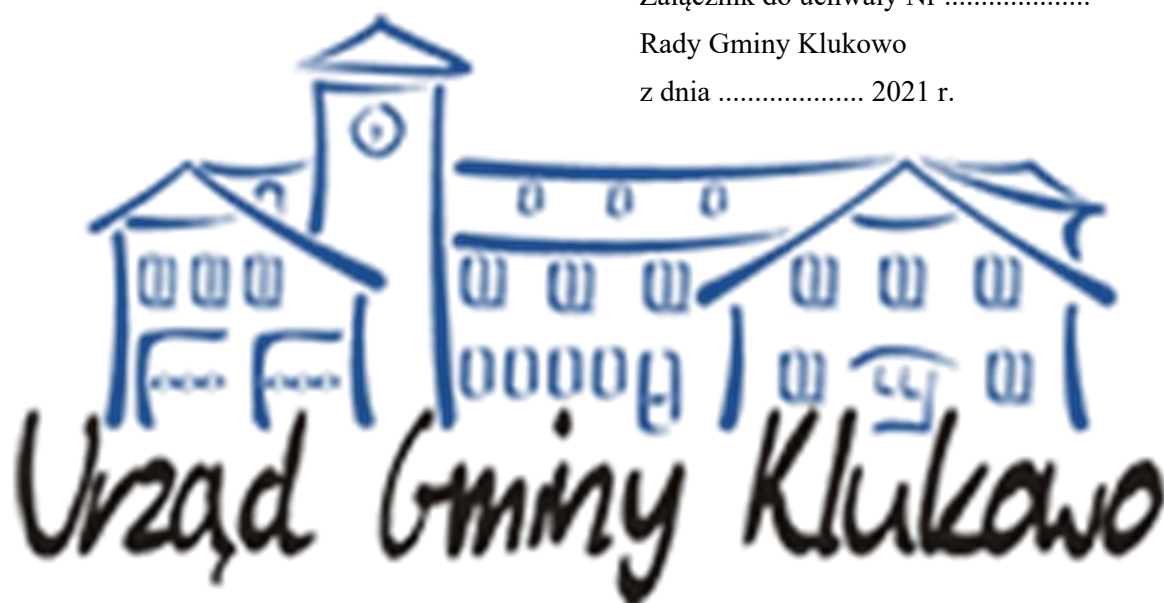 Załącznik do uchwały Nr ....................
Rady Gminy Klukowo
z dnia .................... 2021 r.
Urząd Gminy Klukowo